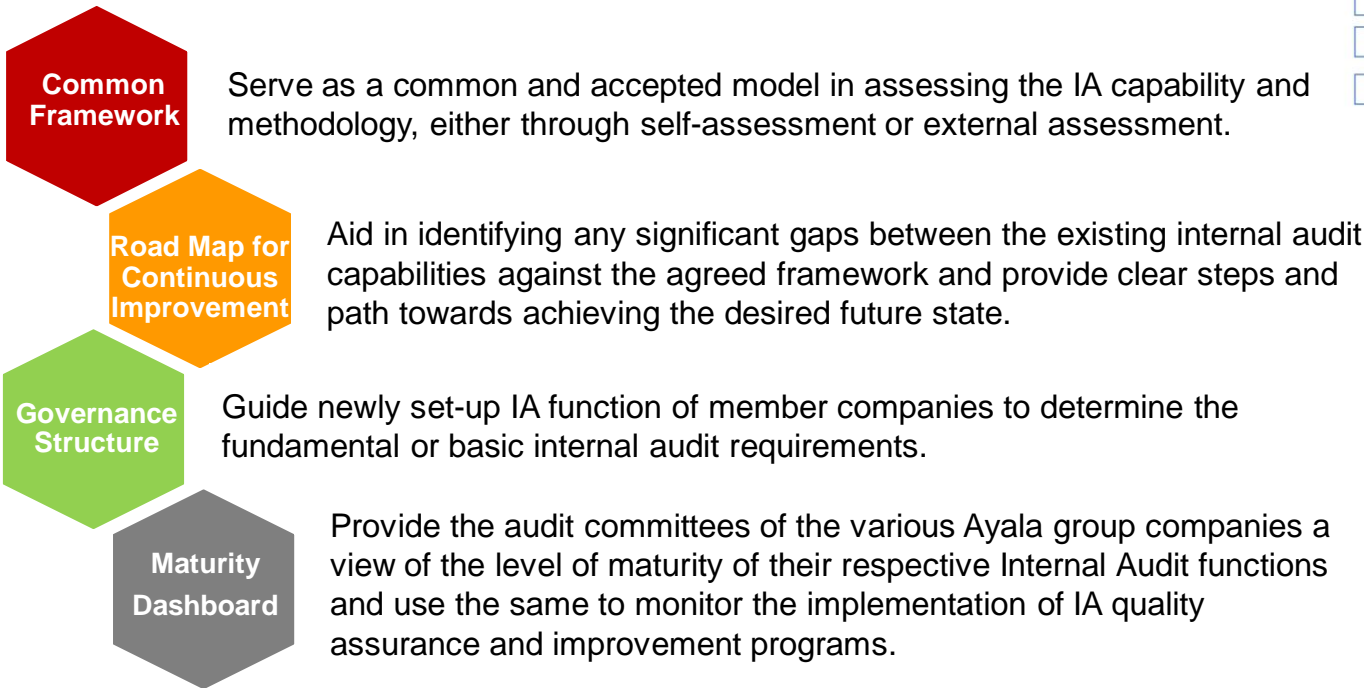 Common
Framework
Serve as a common and accepted model in assessing the IA capability and
methodology, either through self-assessment or external assessment.
Road Map for
Continuous
Improvement
Aid in identifying any significant gaps between the existing internal audit
capabilities against the agreed framework and provide clear steps and
path towards achieving the desired future state.
Governance
Structure
Guide newly set-up IA function of member companies to determine the
fundamental or basic internal audit requirements.
Maturity
Dashboard
Provide the audit committees of the various Ayala group companies a
view of the level of maturity of their respective Internal Audit functions
and use the same to monitor the implementation of IA quality
assurance and improvement programs.